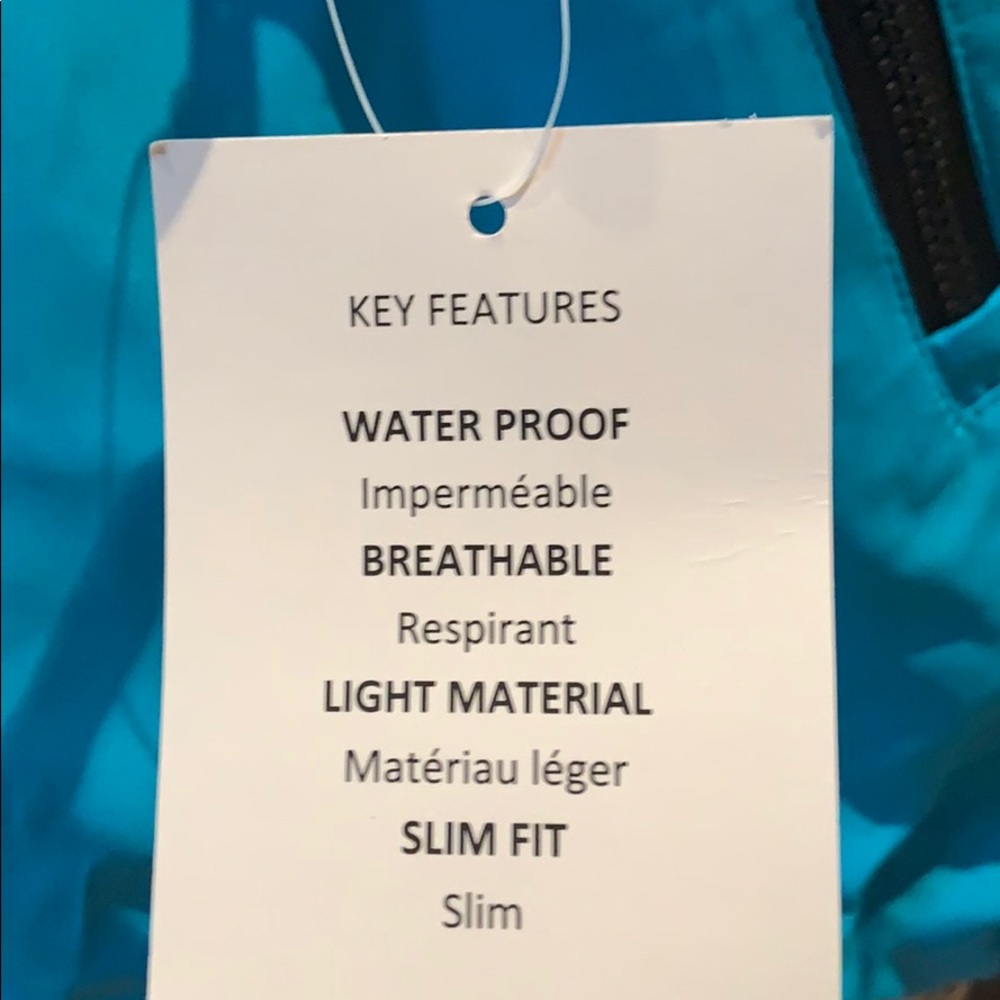 KEY FEATURES
WATER PROOF
Imperméable
BREATHABLE
Respirant
LIGHT MATERIAL
Matériau léger
SLIM FIT
Slim